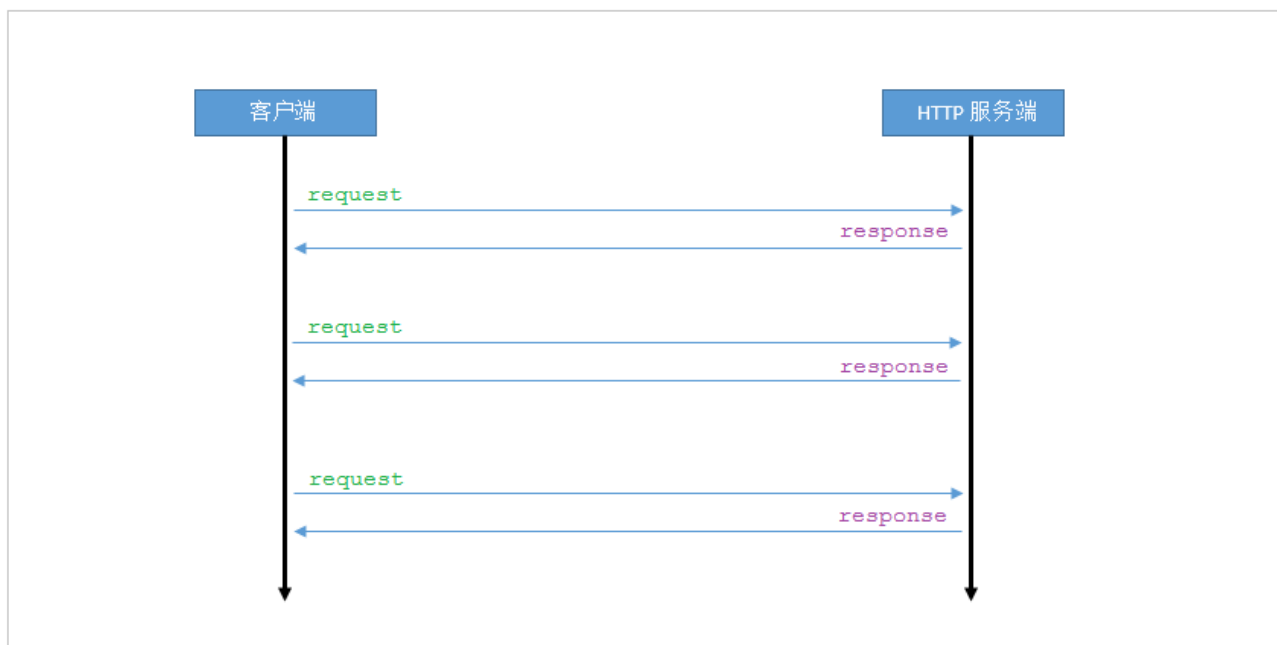 客户端
HTTP 服务端
request
response
request
response
request
response